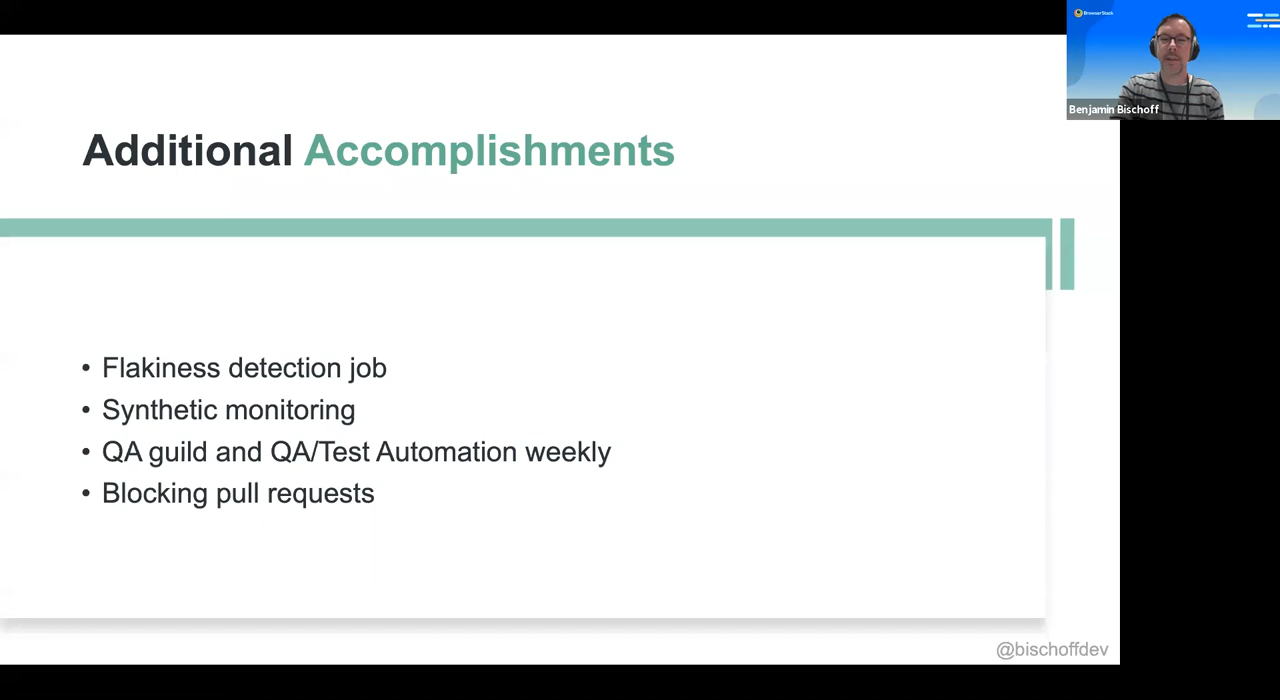 BrowserStack
Benjamin Bischoff
Additional Accomplishments
• Flakiness detection job
• Synthetic monitoring
• QA guild and QA/Test Automation weekly
• Blocking pull requests
@bischoffdev